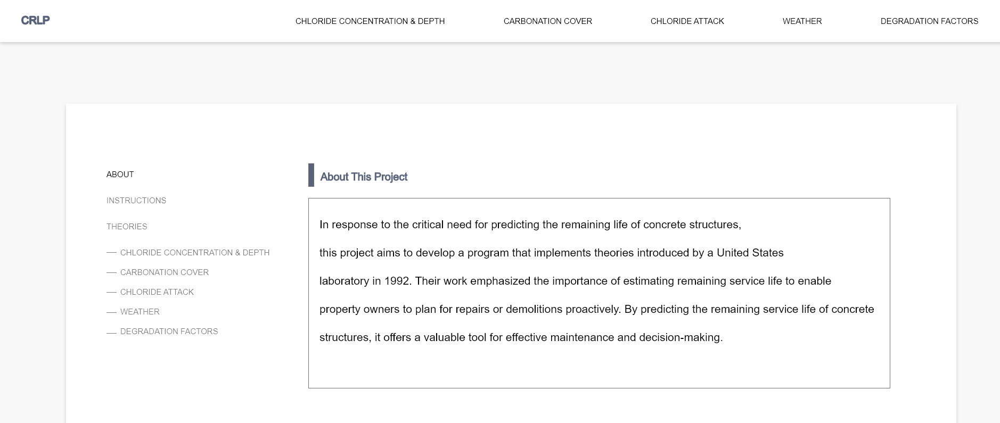 CRLP
CHLORIDE CONCENTRATION & DEPTH
CARBONATION COVER
CHLORIDE ATTACK
WEATHER
DEGRADATION FACTORS
ABOUT
INSTRUCTIONS
THEORIES
CHLORIDE CONCENTRATION & DEPTH
CARBONATION COVER
CHLORIDE ATTACK
WEATHER
DEGRADATION FACTORS
About This Project
In response to the critical need for predicting the remaining life of concrete structures,
this project aims to develop a program that implements theories introduced by a United States
laboratory in 1992. Their work emphasized the importance of estimating remaining service life to enable
property owners to plan for repairs or demolitions proactively. By predicting the remaining service life of concrete
structures, it offers a valuable tool for effective maintenance and decision-making.